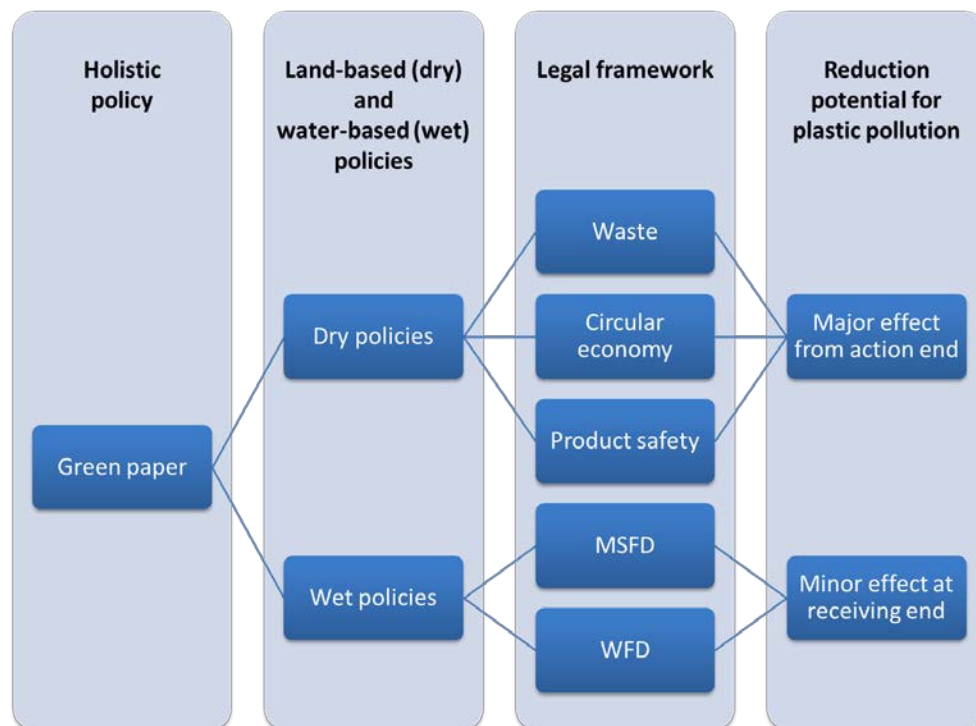 Holistic
policy
Land-based (dry)
and
water-based (wet)
policies
Legal framework
Reduction
potential for
plastic pollution
Green paper
Dry policies
Wet policies
Waste
Circular
economy
Product safety
MSFD
WFD
Major effect
from action end
Minor effect at
receiving end